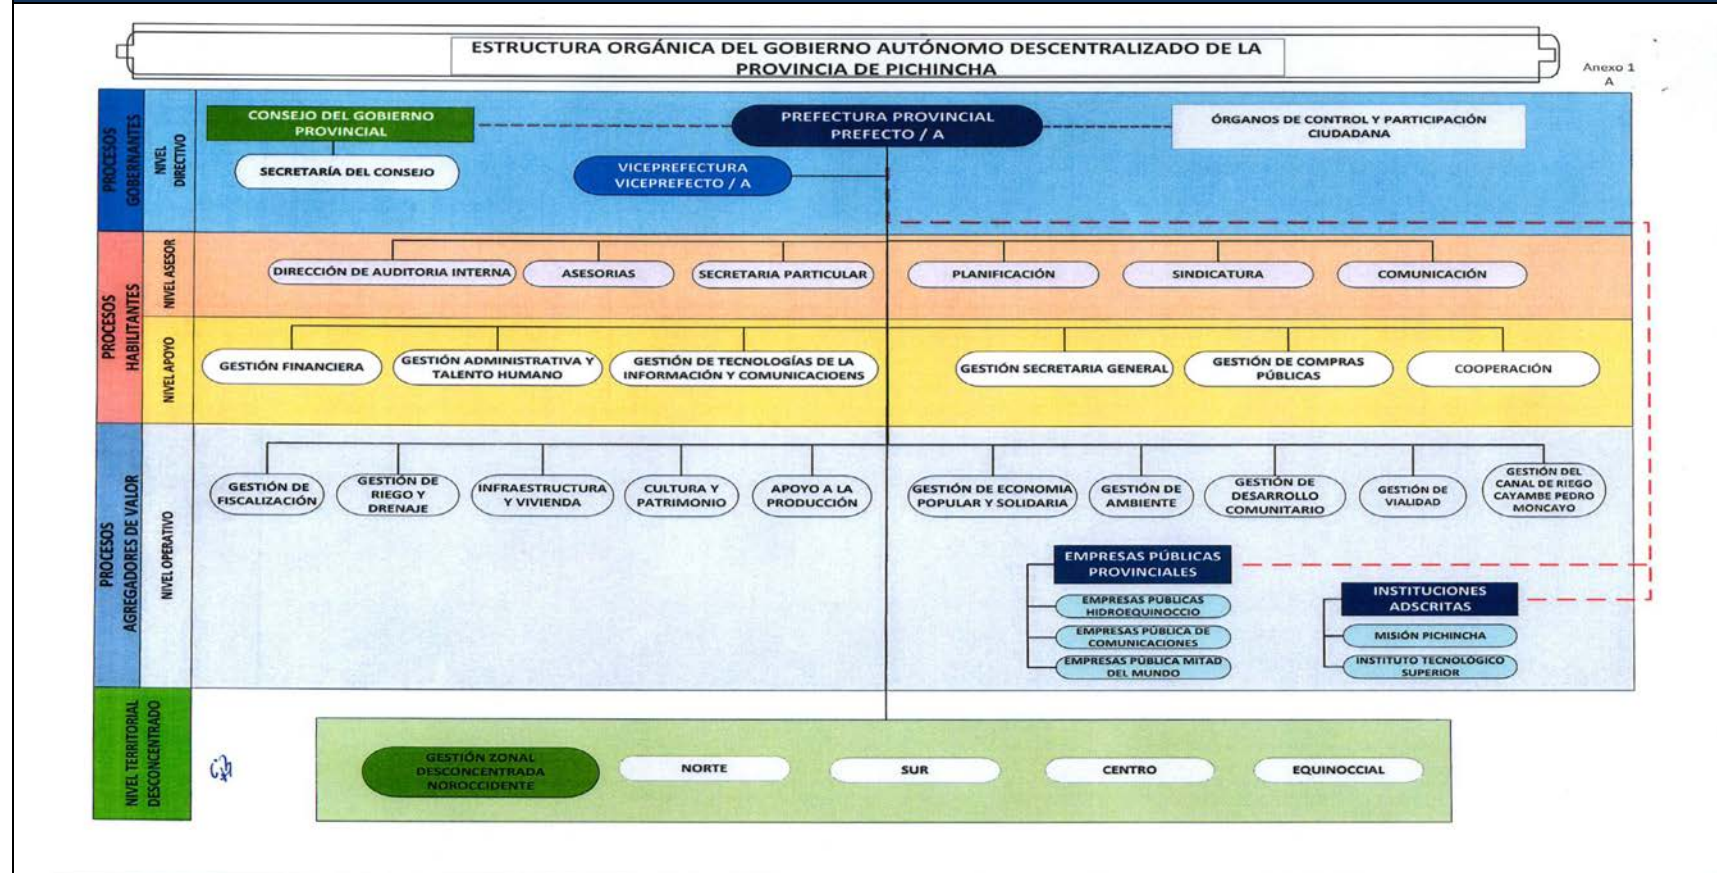 ESTRUCTURA ORGÁNICA DEL GOBIERNO AUTÓNOMO DESCENTRALIZADO DE LA
PROVINCIA DE PICHINCHA
Anexo 1
A
PROCESOS
GOBERNANTES
NIVEL
DIRECTIVO
CONSEJO DEL GOBIERNO
PROVINCIAL
PREFECTURA PROVINCIAL
PREFECTO / A
ÓRGANOS DE CONTROL Y PARTICIPACIÓN
CIUDADANA
SECRETARÍA DEL CONSEJO
VICEPREFECTURA
VICEPREFECTO / A
PROCESOS
HABILITANTES
NIVEL ASESOR
DIRECCIÓN DE AUDITORIA INTERNA
ASESORIAS
SECRETARIA PARTICULAR
PLANIFICACIÓN
SINDICATURA
COMUNICACIÓN
NIVEL APOYO
GESTIÓN FINANCIERA
GESTIÓN ADMINISTRATIVA Y
TALENTO HUMANO
GESTIÓN DE TECNOLOGÍAS DE LA
INFORMACIÓN Y COMUNICACIOENS
GESTIÓN SECRETARIA GENERAL
GESTIÓN DE COMPRAS
PÚBLICAS
COOPERACIÓN
PROCESOS
AGREGADORES DE VALOR
NIVEL OPERATIVO
GESTIÓN DE
FISCALIZACIÓN
GESTIÓN DE
RIEGO Y
DRENAJE
INFRAESTRUCTURA
Y VIVIENDA
CULTURA Y
PATRIMONIO
APOYO A LA
PRODUCCIÓN
GESTIÓN DE ECONOMIA
POPULAR Y SOLIDARIA
GESTIÓN DE
AMBIENTE
GESTIÓN DE
DESARROLLO
COMUNITARIO
GESTIÓN DE
VIALIDAD
GESTIÓN DEL
CANAL DE RIEGO
CAYAMBE PEDRO
MONCAYO
EMPRESAS PÚBLICAS
PROVINCIALES
EMPRESAS PÚBLICAS
HIDROEQUINOCCIO
EMPRESAS PÚBLICA DE
COMUNICACIONES
EMPRESAS PÚBLICA MITAD
DEL MUNDO
INSTITUCIONES
ADSCRITAS
MISIÓN PICHINCHA
INSTITUTO TECNOLÓGICO
SUPERIOR
NIVEL TERRITORIAL
DESCONCENTRADO
GESTIÓN ZONAL
DESCONCENTRADA
NOROCCIDENTE
NORTE
SUR
CENTRO
EQUINOCCIAL